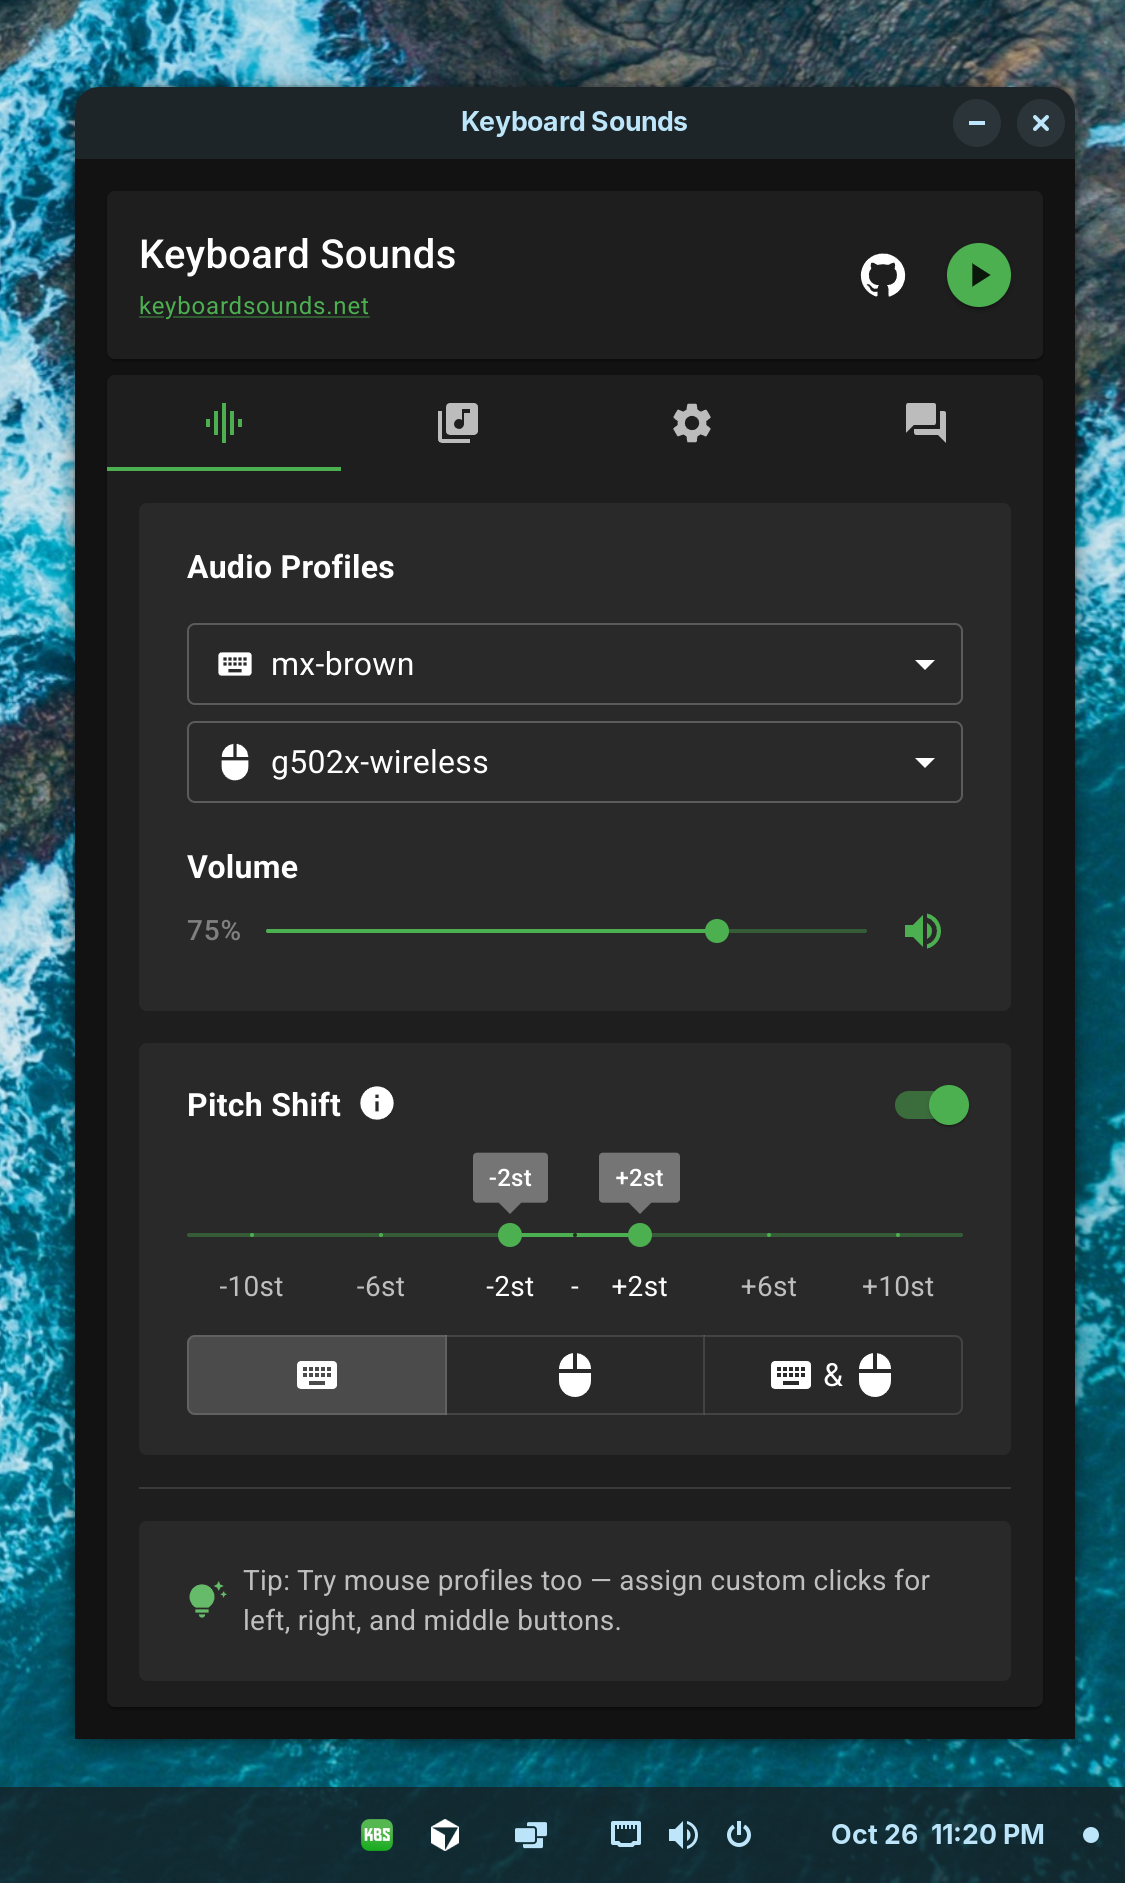 Keyboard Sounds
Keyboard Sounds
keyboardsounds.net
Audio Profiles
mx-brown
g502x-wireless
Volume
75%
Pitch Shift
-2st +2st
-10st -6st -2st - +2st +6st +10st
&
Tip: Try mouse profiles too — assign custom clicks for
left, right, and middle buttons.
KBS
Oct 26 11:20 PM